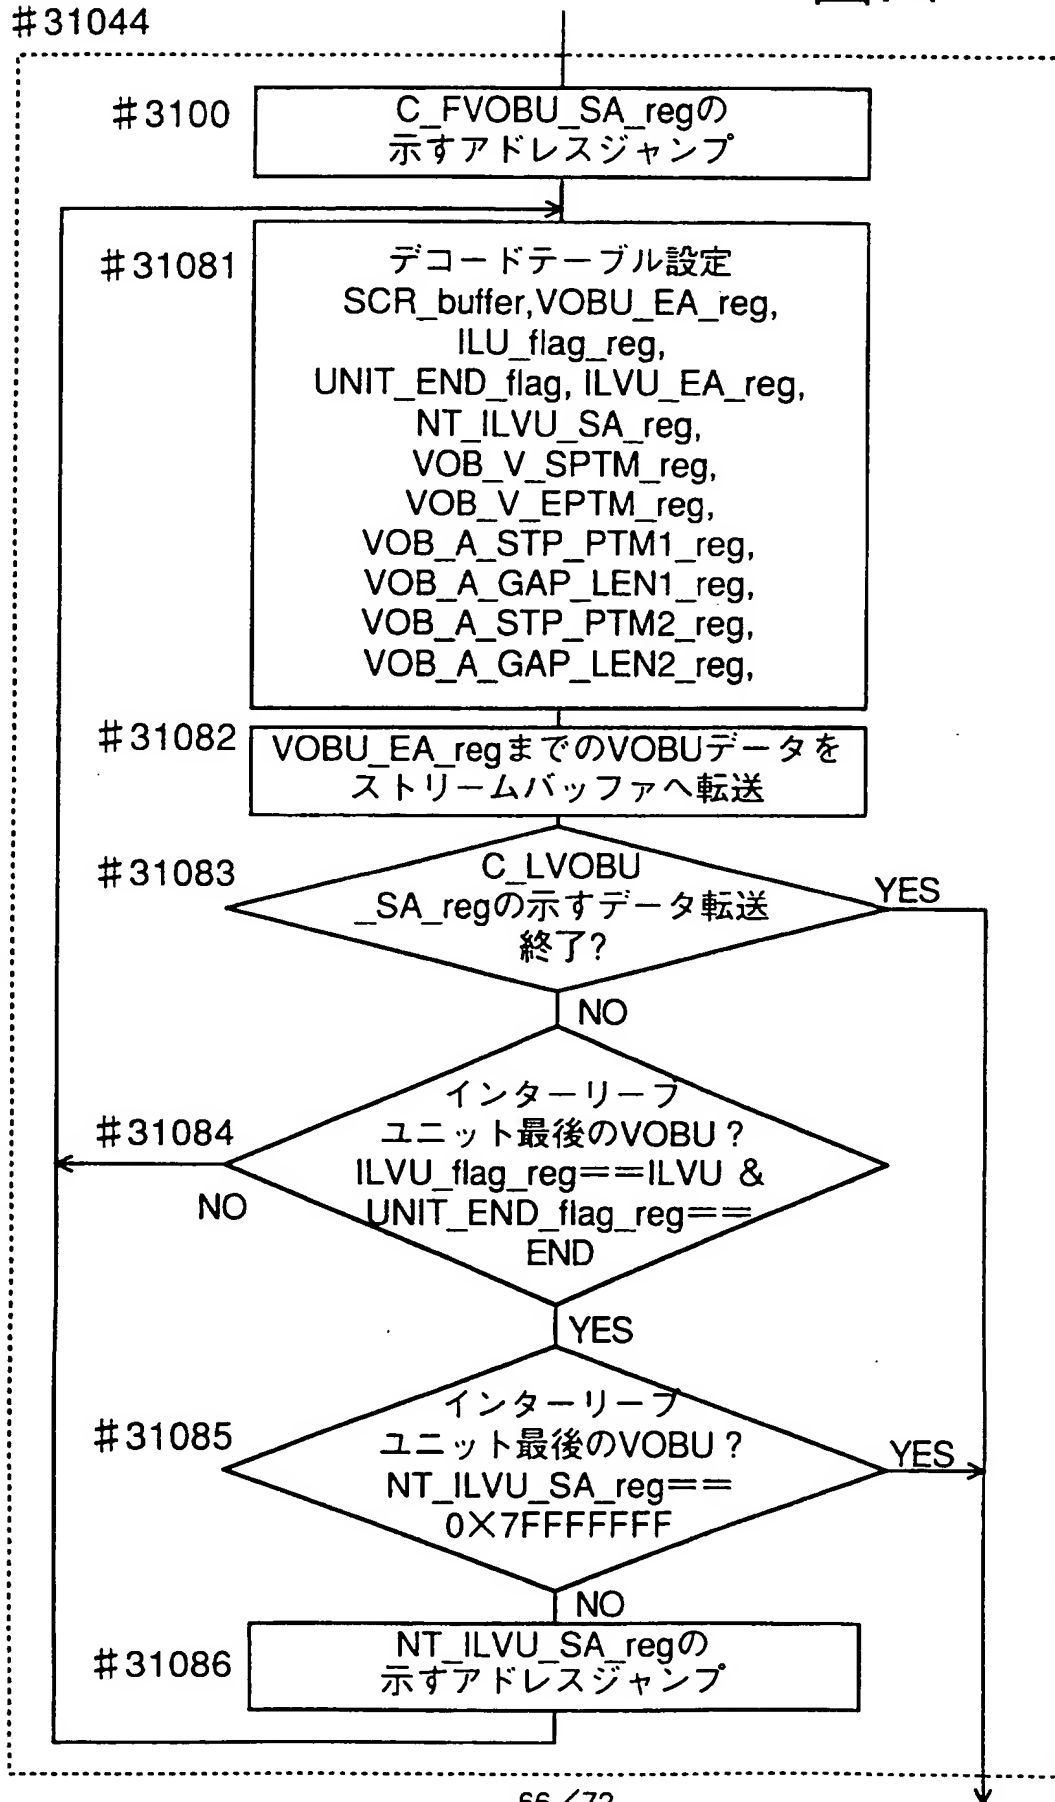 #31044
#3100
C_FVOBU_SA_regの
示すアドレスジャンプ
#31081
デコードテーブル設定
SCR_buffer,VOBU_EA_reg,
ILU_flag_reg,
UNIT_END_flag, ILVU_EA_reg,
NT_ILVU_SA_reg,
VOB_V_SPTM_reg,
VOB_V_EPTM_reg,
VOB_A_STP_PTM1_reg,
VOB_A_GAP_LEN1_reg,
VOB_A_STP_PTM2_reg,
VOB_A_GAP_LEN2_reg,
#31082
VOBU_EA_regまでのVOBUデータを
ストリームバッファへ転送
#31083
C_LVOBU
_SA_regの示すデータ転送
終了?
YES
NO
#31084
インターリーブ
ユニット最後のVOBU?
ILVU_flag_reg==ILVU &
UNIT_END_flag_reg==
END
NO
YES
#31085
インターリーブ
ユニット最後のVOBU?
NT_ILVU_SA_reg==
0×7FFFFFFF
YES
NO
#31086
NT_ILVU_SA_regの
示すアドレスジャンプ
66/72